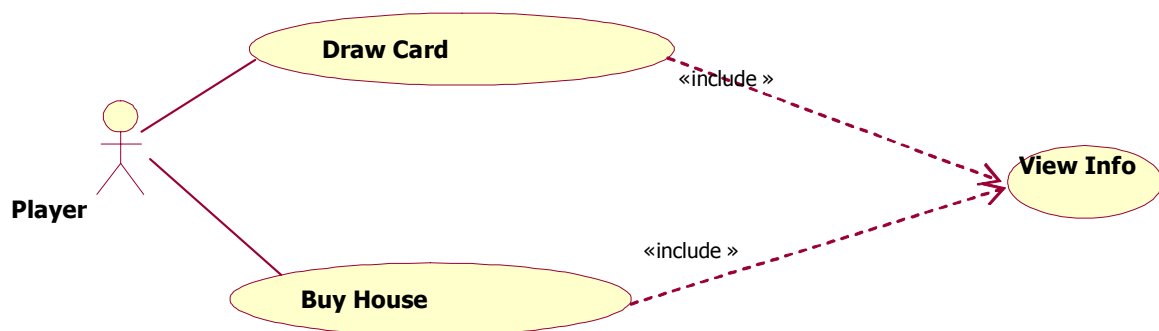 Draw Card
«include »
View Info
Player
«include »
Buy House